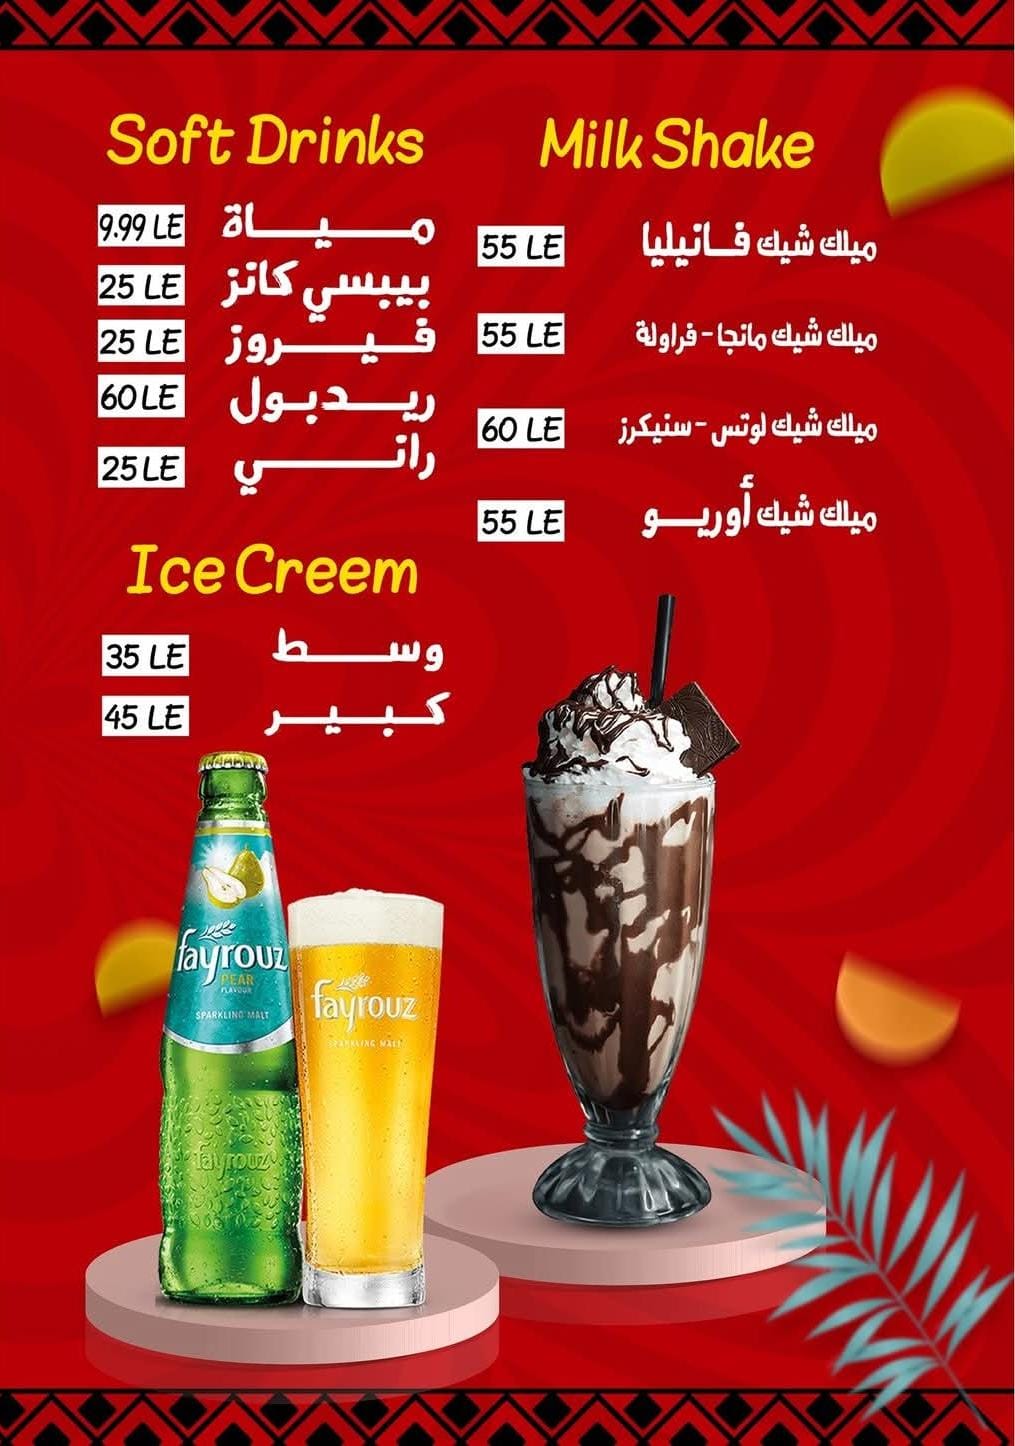 Soft Drinks
9.99 LE مياة
25 LE بيبسي كانز
25 LE فيروز
60 LE ريدبول
25 LE راني
Ice Creem
35 LE وسط
45 LE كبير
Milk Shake
55 LE ميلك شيك فانيليا
55 LE ميلك شيك مانجا - فراولة
60 LE ميلك شيك لوتس - سنيكرز
55 LE ميلك شيك أوريو
fayrouz
PEAR
FLAVOUR
SPARKLING MALT
fayrouz
fayrouz
SPARKLING MALT